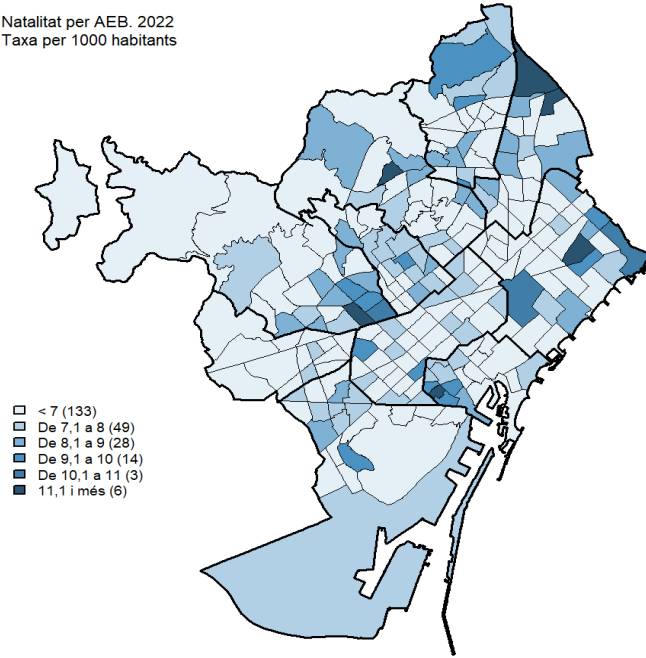 Natalitat per AEB. 2022
Taxa per 1000 habitants
< 7 (133)
De 7,1 a 8 (49)
De 8,1 a 9 (28)
De 9,1 a 10 (14)
De 10,1 a 11 (3)
11,1 i més (6)